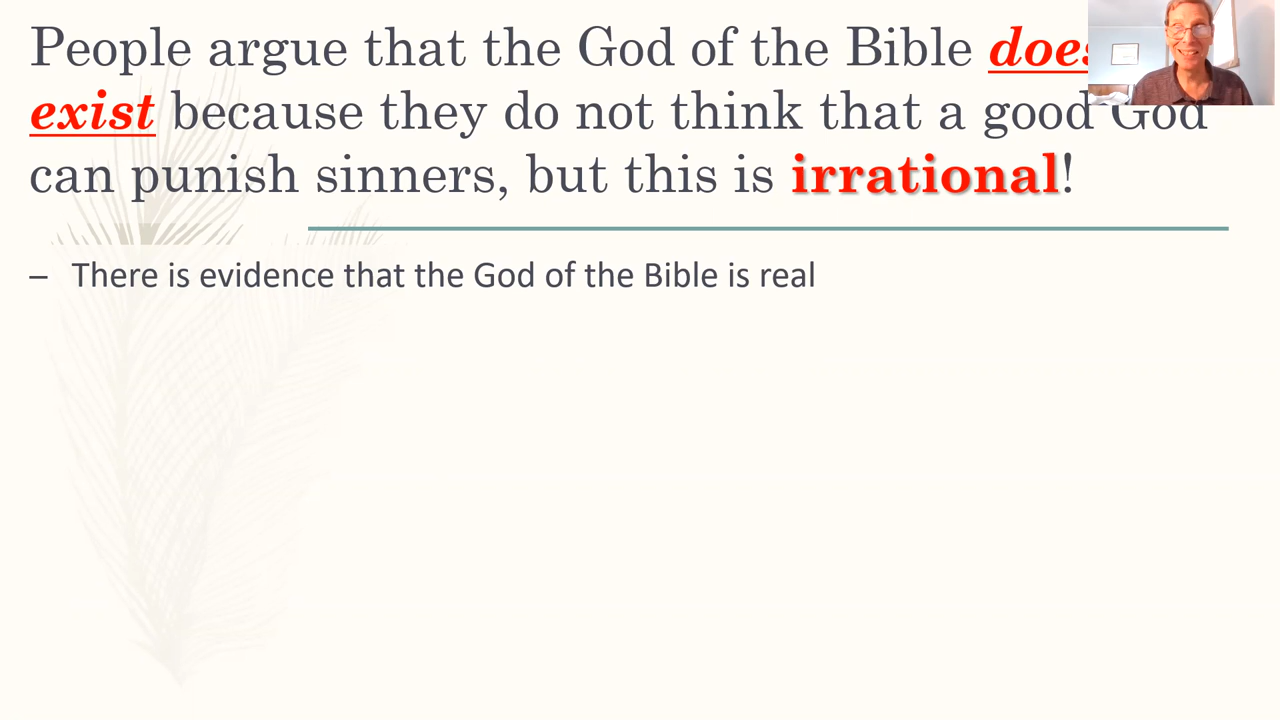 People argue that the God of the Bible
exist because they do not think that a good God
can punish sinners, but this is irrational!
– There is evidence that the God of the Bible is real